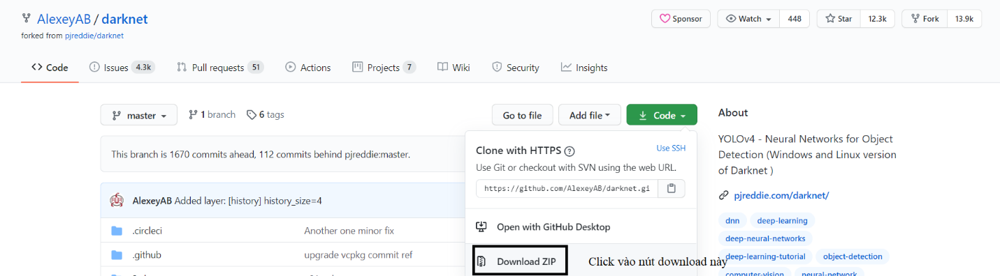 AlexeyAB / darknet
Sponsor
Watch 448
Star 12.3k
Fork 13.9k
forked from pjreddie/darknet
Code
Issues 4.3k
Pull requests 51
Actions
Projects 7
Wiki
Security
Insights
master
1 branch
6 tags
Go to file
Add file
Code
This branch is 1670 commits ahead, 112 commits behind pjreddie:master.
AlexeyAB Added layer: [history] history_size=4
.circleci Another one minor fix
.github upgrade vcpkg commit ref
Clone with HTTPS ?
Use SSH
Use Git or checkout with SVN using the web URL.
https://github.com/AlexeyAB/darknet.gi
Open with GitHub Desktop
Download ZIP
Click vào nút download này
About
YOLOv4 - Neural Networks for Object
Detection (Windows and Linux version
of Darknet )
pjreddie.com/darknet/
dnn deep-learning
deep-neural-networks
deep-learning-tutorial object-detection
computer-vision neural-network